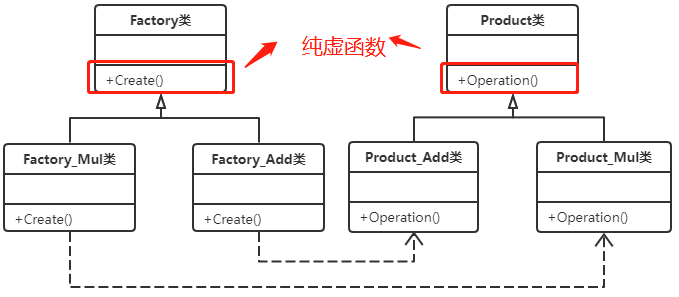 Factory类
纯虚函数
Product类
+Create()
+Operation()
Factory_Mul类
Factory_Add类
Product_Add类
Product_Mul类
+Create()
+Create()
+Operation()
+Operation()